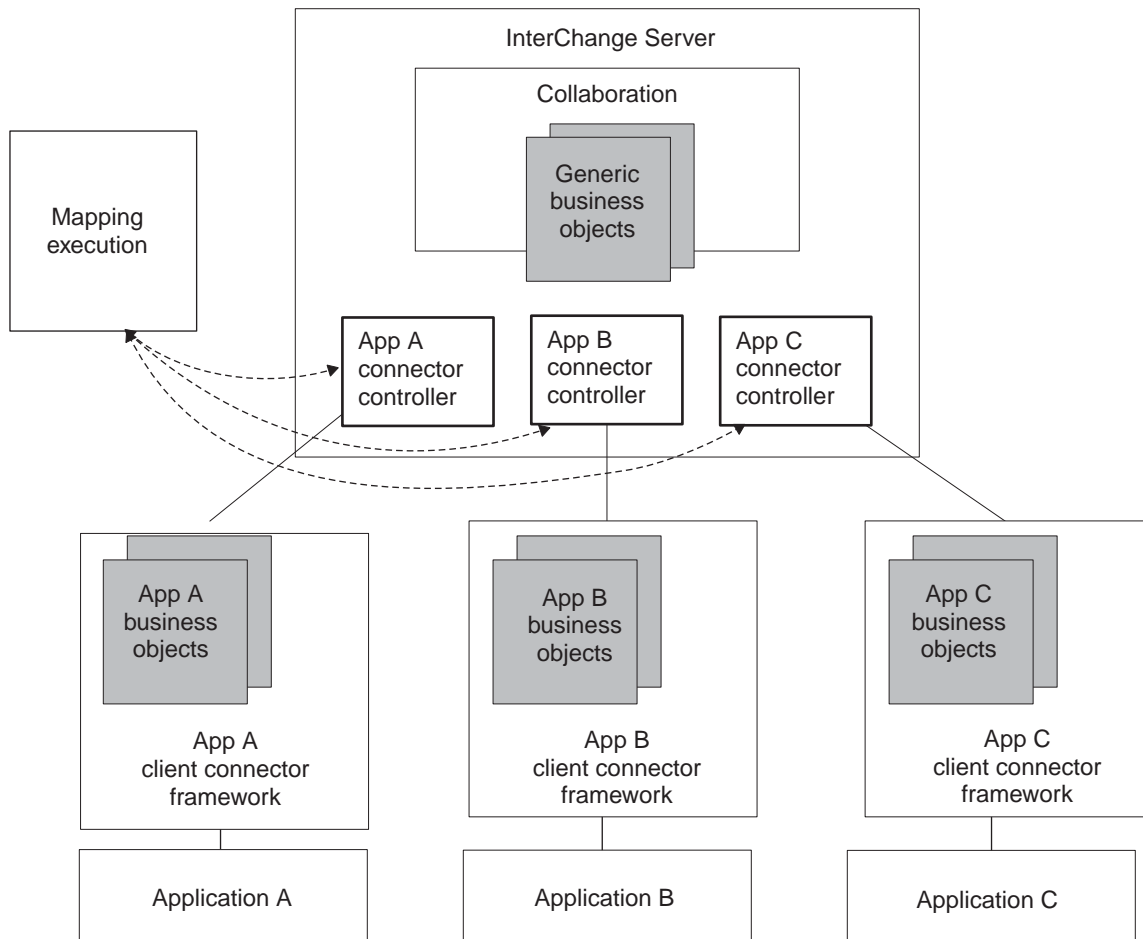 InterChange Server
Collaboration
Generic
business
objects
Mapping
execution
App A
connector
controller
App B
connector
controller
App C
connector
controller
App A
business
objects
App A
client connector
framework
App B
business
objects
App B
client connector
framework
App C
business
objects
App C
client connector
framework
Application A
Application B
Application C